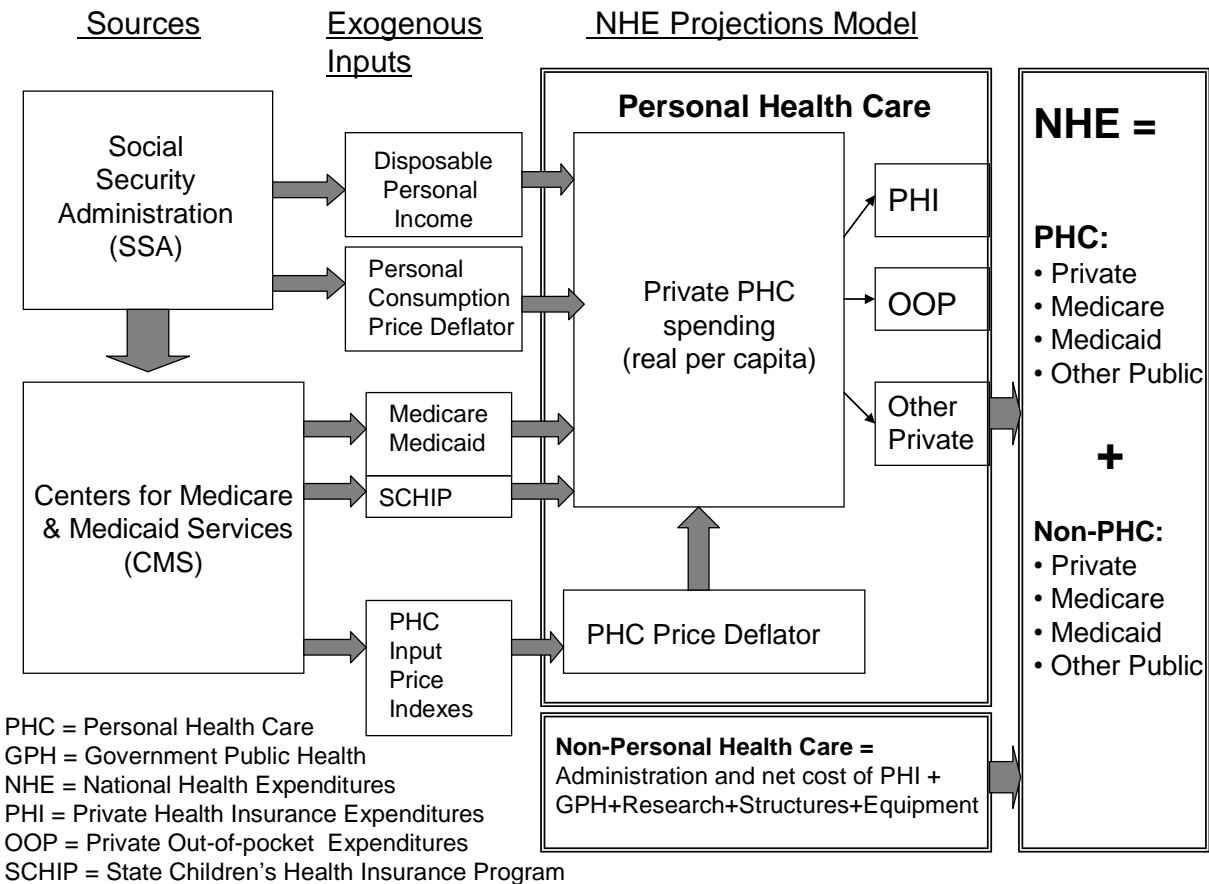 Sources
Exogenous
Inputs
NHE Projections Model
Social
Security
Administration
(SSA)
Centers for Medicare
& Medicaid Services
(CMS)
Disposable
Personal
Income
Personal
Consumption
Price Deflator
Medicare
Medicaid
SCHIP
PHC
Input
Price
Indexes
Personal Health Care
Private PHC
spending
(real per capita)
PHI
OOP
Other
Private
PHC Price Deflator
Non-Personal Health Care =
Administration and net cost of PHI +
GPH+Research+Structures+Equipment
NHE =
PHC:
• Private
• Medicare
• Medicaid
• Other Public
+
Non-PHC:
• Private
• Medicare
• Medicaid
• Other Public
PHC = Personal Health Care
GPH = Government Public Health
NHE = National Health Expenditures
PHI = Private Health Insurance Expenditures
OOP = Private Out-of-pocket Expenditures
SCHIP = State Children's Health Insurance Program